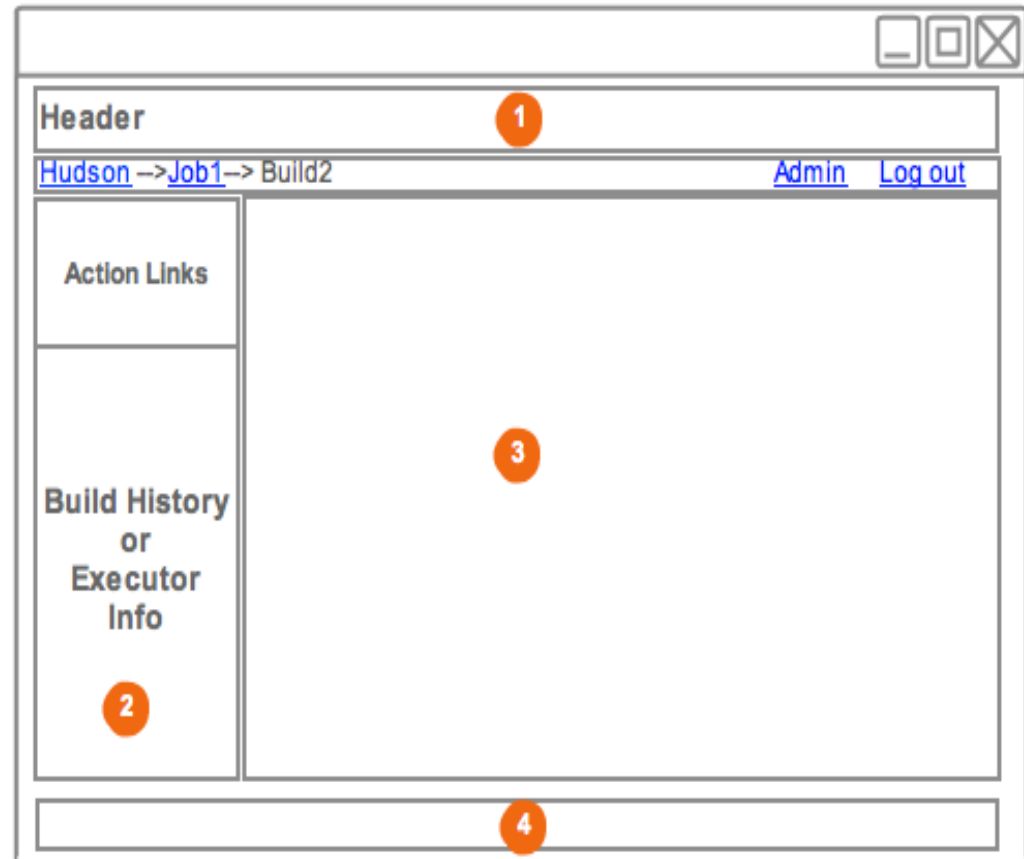 Header
1
Hudson -->Job1--> Build2
Admin Log out
Action Links
Build History
or
Executor
Info
2
3
4